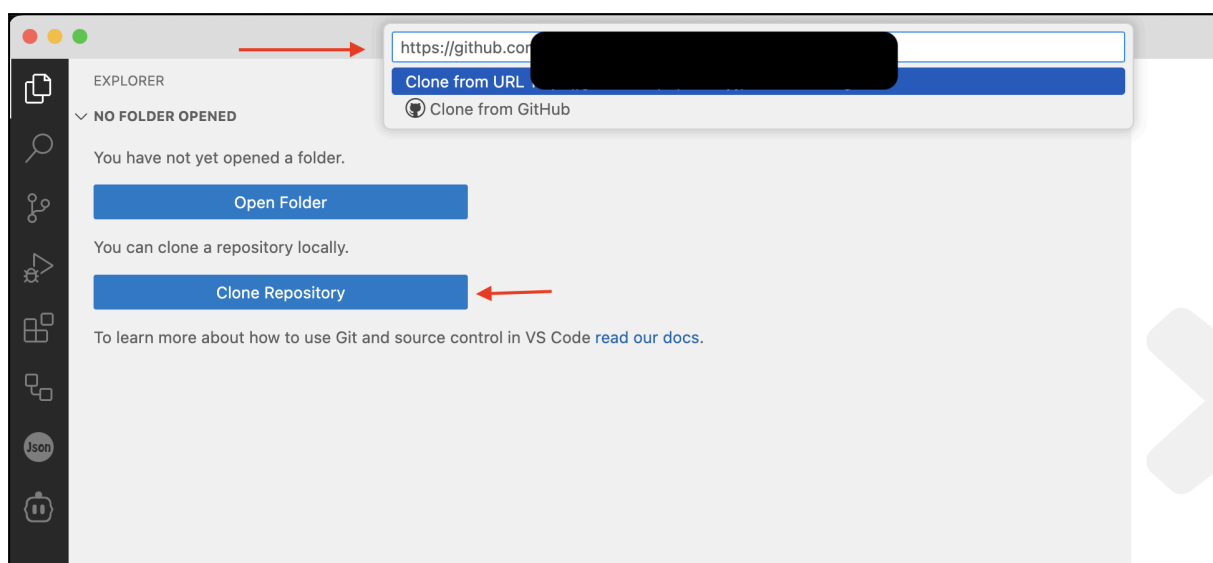 https://github.com
Clone from URL
Clone from GitHub
EXPLORER
NO FOLDER OPENED
You have not yet opened a folder.
Open Folder
You can clone a repository locally.
Clone Repository
To learn more about how to use Git and source control in VS Code read our docs.
Json